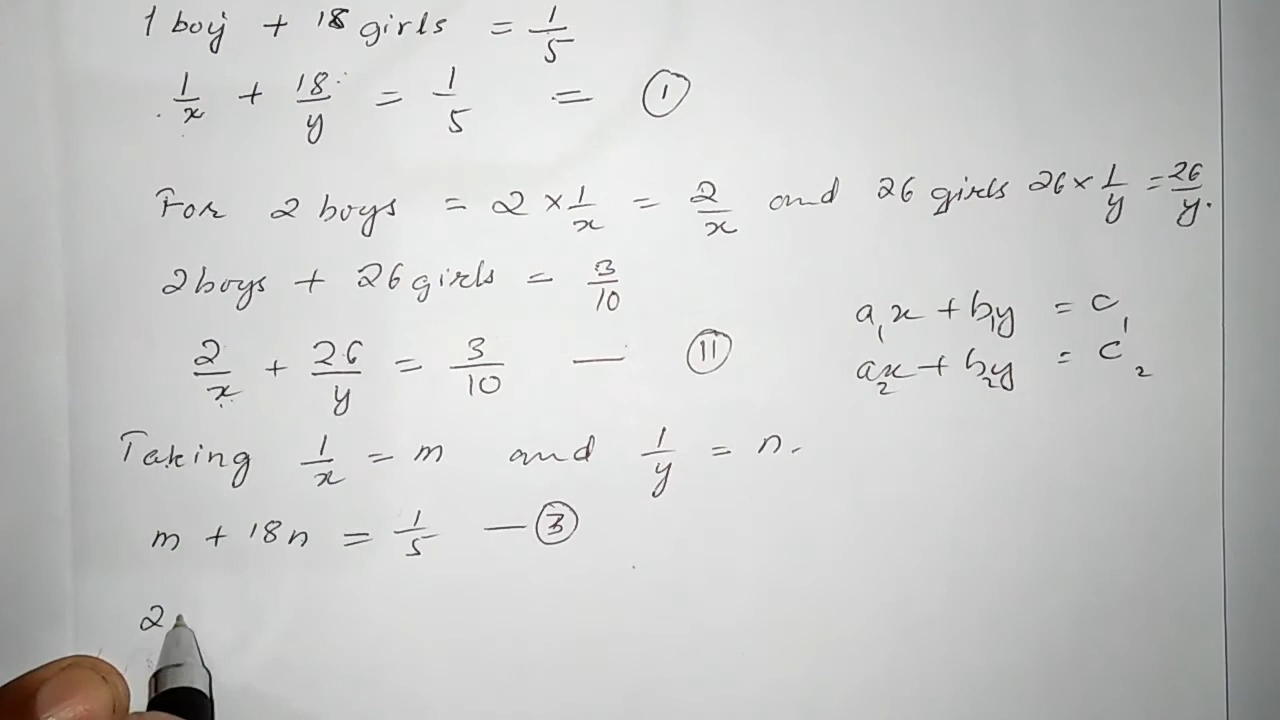 1 boy + 18 girls = 1/5
1/x + 18/y = 1/5 = (1)
For 2 boys = 2 × 1/x = 2/x and 26 girls 26 × 1/y = 26/y.
2 boys + 26 girls = 3/10
2/x + 26/y = 3/10 — (11)
a₁x + b₁y = c₁
a₂x + b₂y = c₂
Taking 1/x = m and 1/y = n.
m + 18n = 1/5 — (3)
2